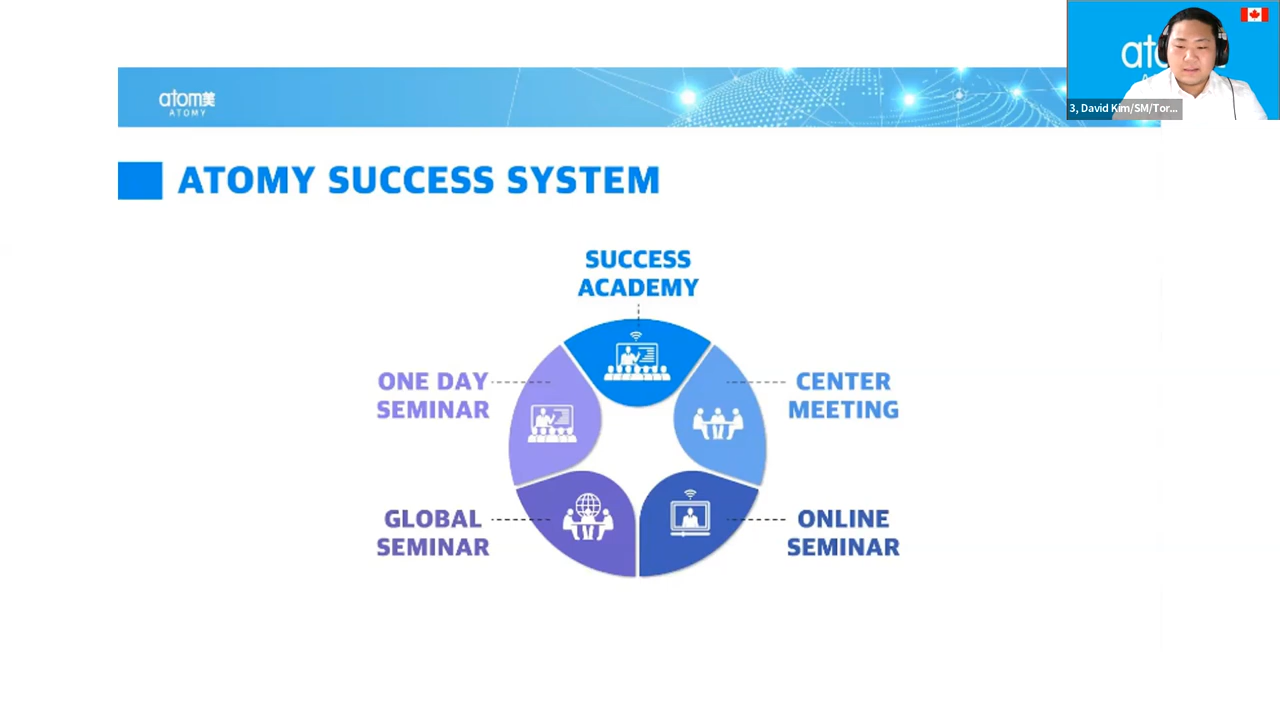 atom美
ATOMY
ato
3, David Kim/SM/Tor...
ATOMY SUCCESS SYSTEM
SUCCESS
ACADEMY
ONE DAY
SEMINAR
CENTER
MEETING
GLOBAL
SEMINAR
ONLINE
SEMINAR